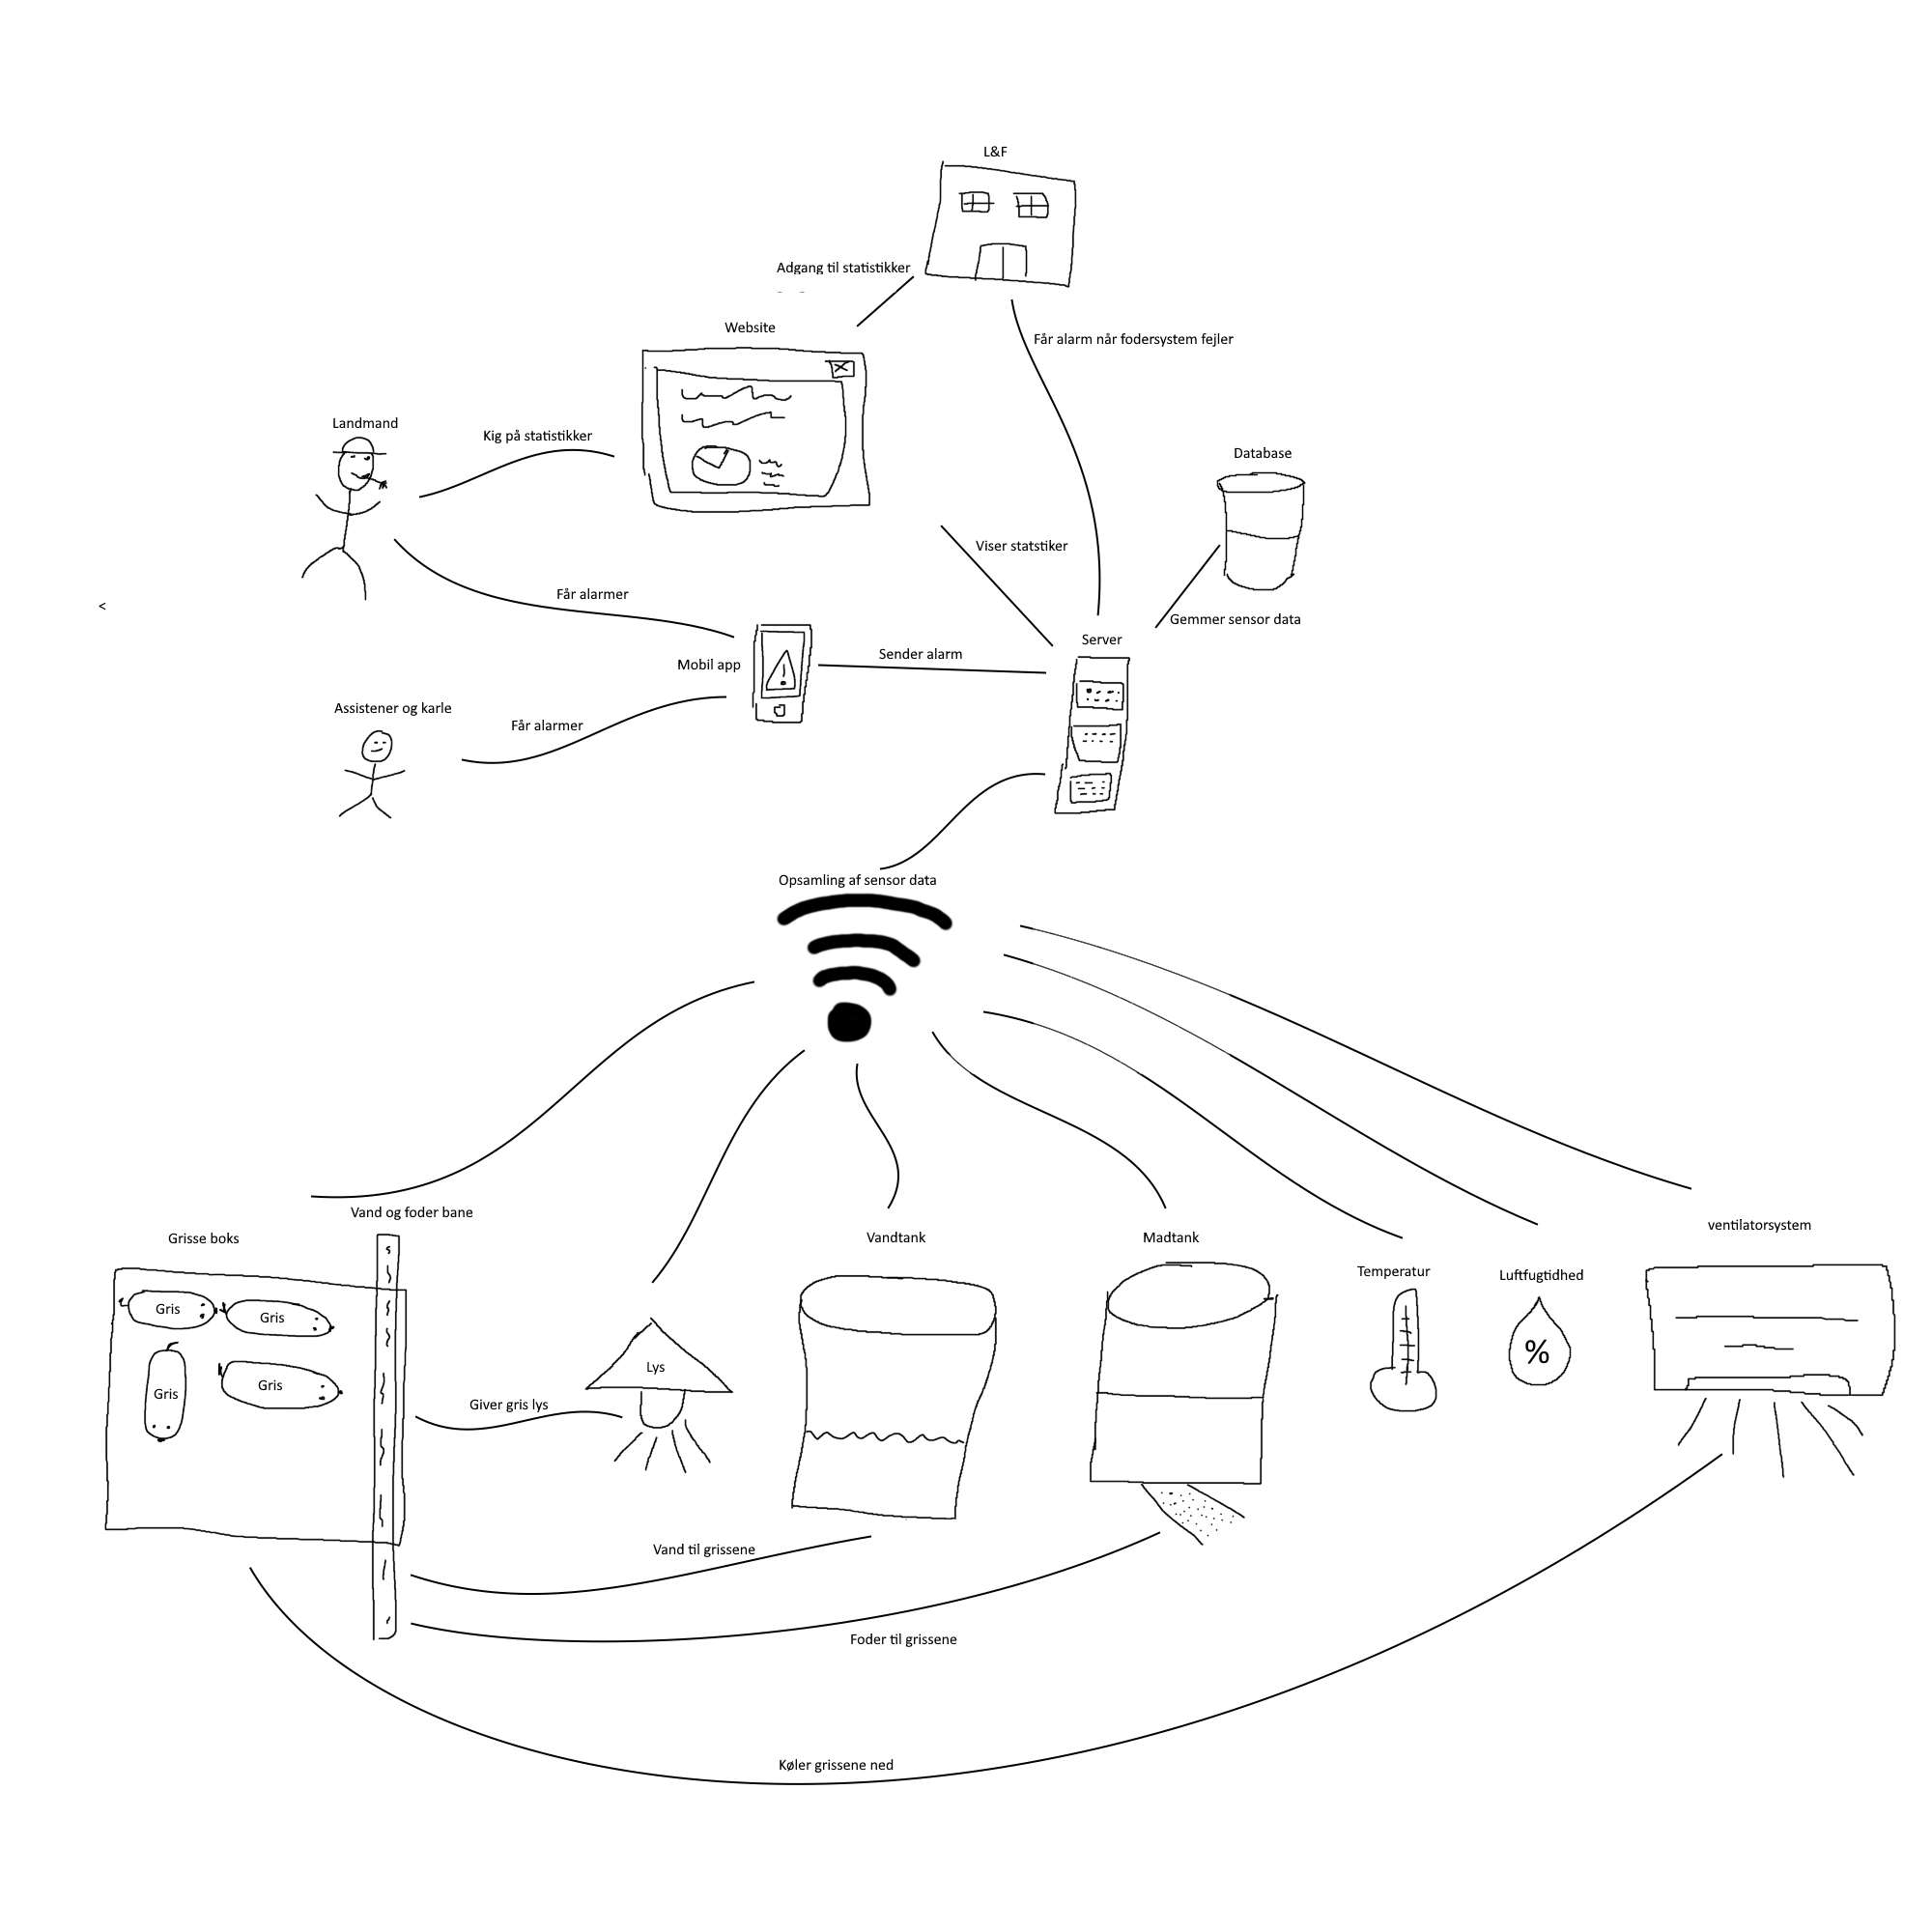 L&F
Adgang til statistikker
Website
Får alarm når fodersystem fejler
Landmand
Kig på statistikker
Database
Viser statstiker
<
Får alarmer
Gemmer sensor data
Server
Sender alarm
Mobil app
Assistener og karle
Får alarmer
Opsamling af sensor data
Vand og foder bane
Grisse boks
Vandtank
Madtank
ventilatorsystem
Temperatur
Luftfugtidhed
Gris
Gris
Gris
Gris
Lys
%
Giver gris lys
Vand til grissene
Foder til grissene
Køler grissene ned